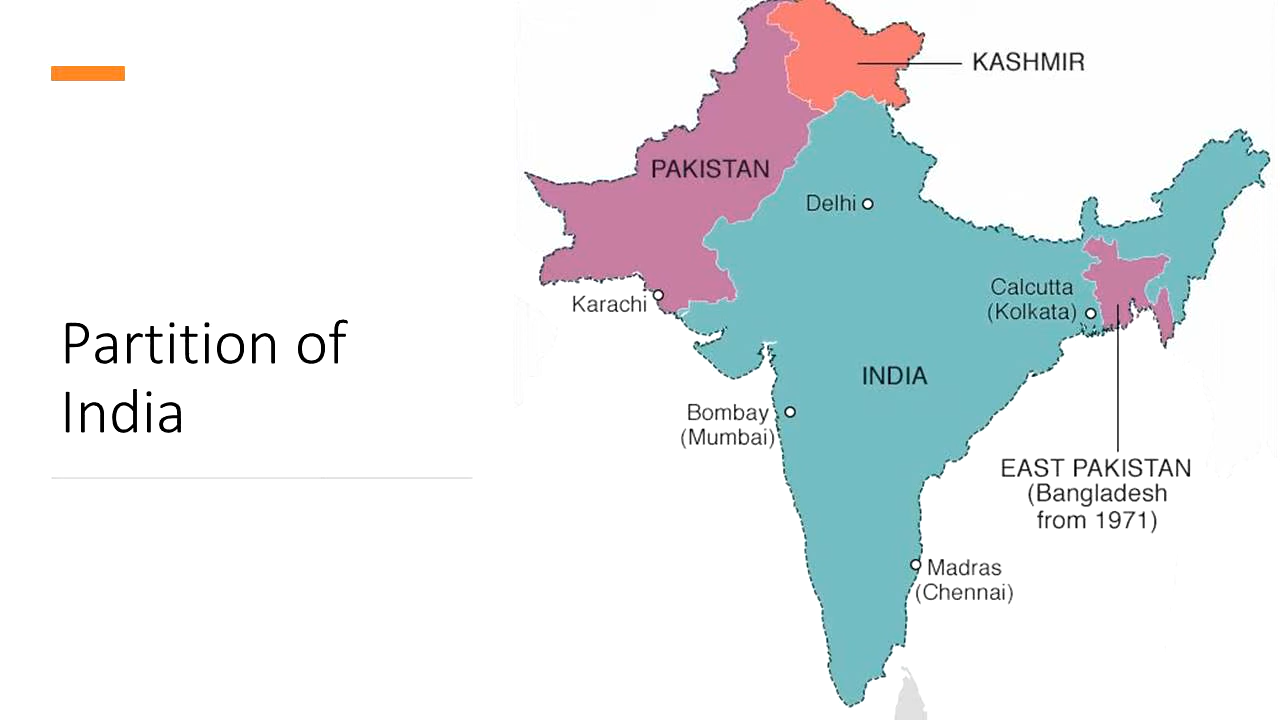 Partition of
India
KASHMIR
PAKISTAN
Delhi
Calcutta
(Kolkata)
Karachi
INDIA
Bombay
(Mumbai)
EAST PAKISTAN
(Bangladesh
from 1971)
Madras
(Chennai)